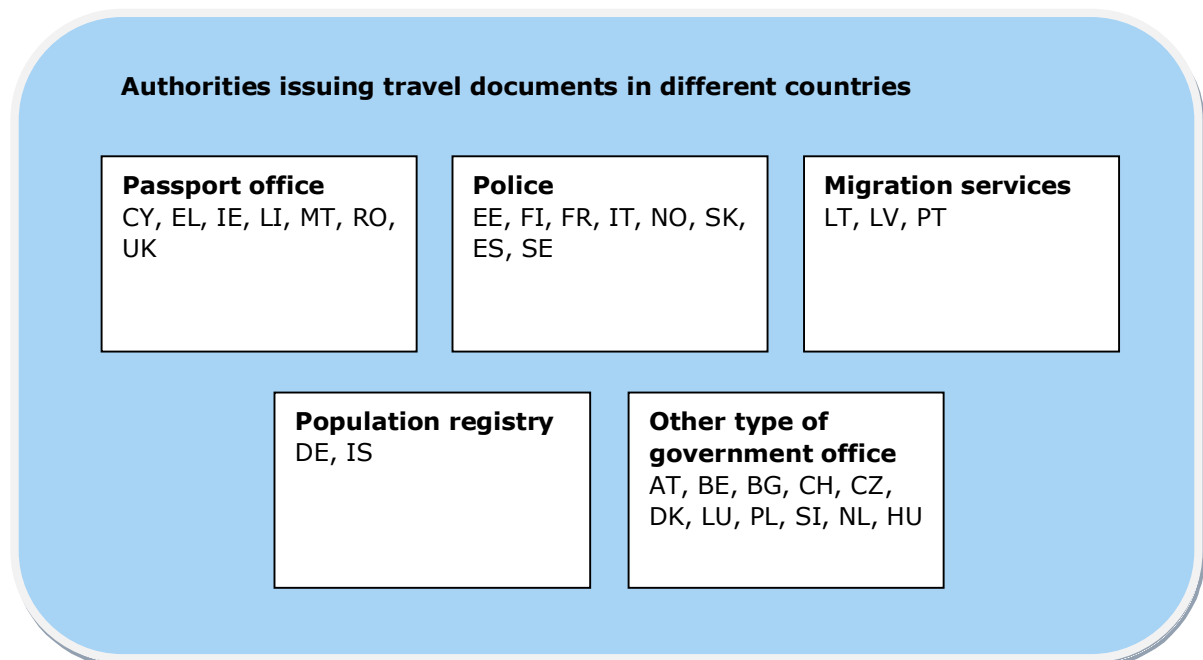 Authorities issuing travel documents in different countries
Passport office
CY, EL, IE, LI, MT, RO,
UK
Police
EE, FI, FR, IT, NO, SK,
ES, SE
Migration services
LT, LV, PT
Population registry
DE, IS
Other type of
government office
AT, BE, BG, CH, CZ,
DK, LU, PL, SI, NL, HU